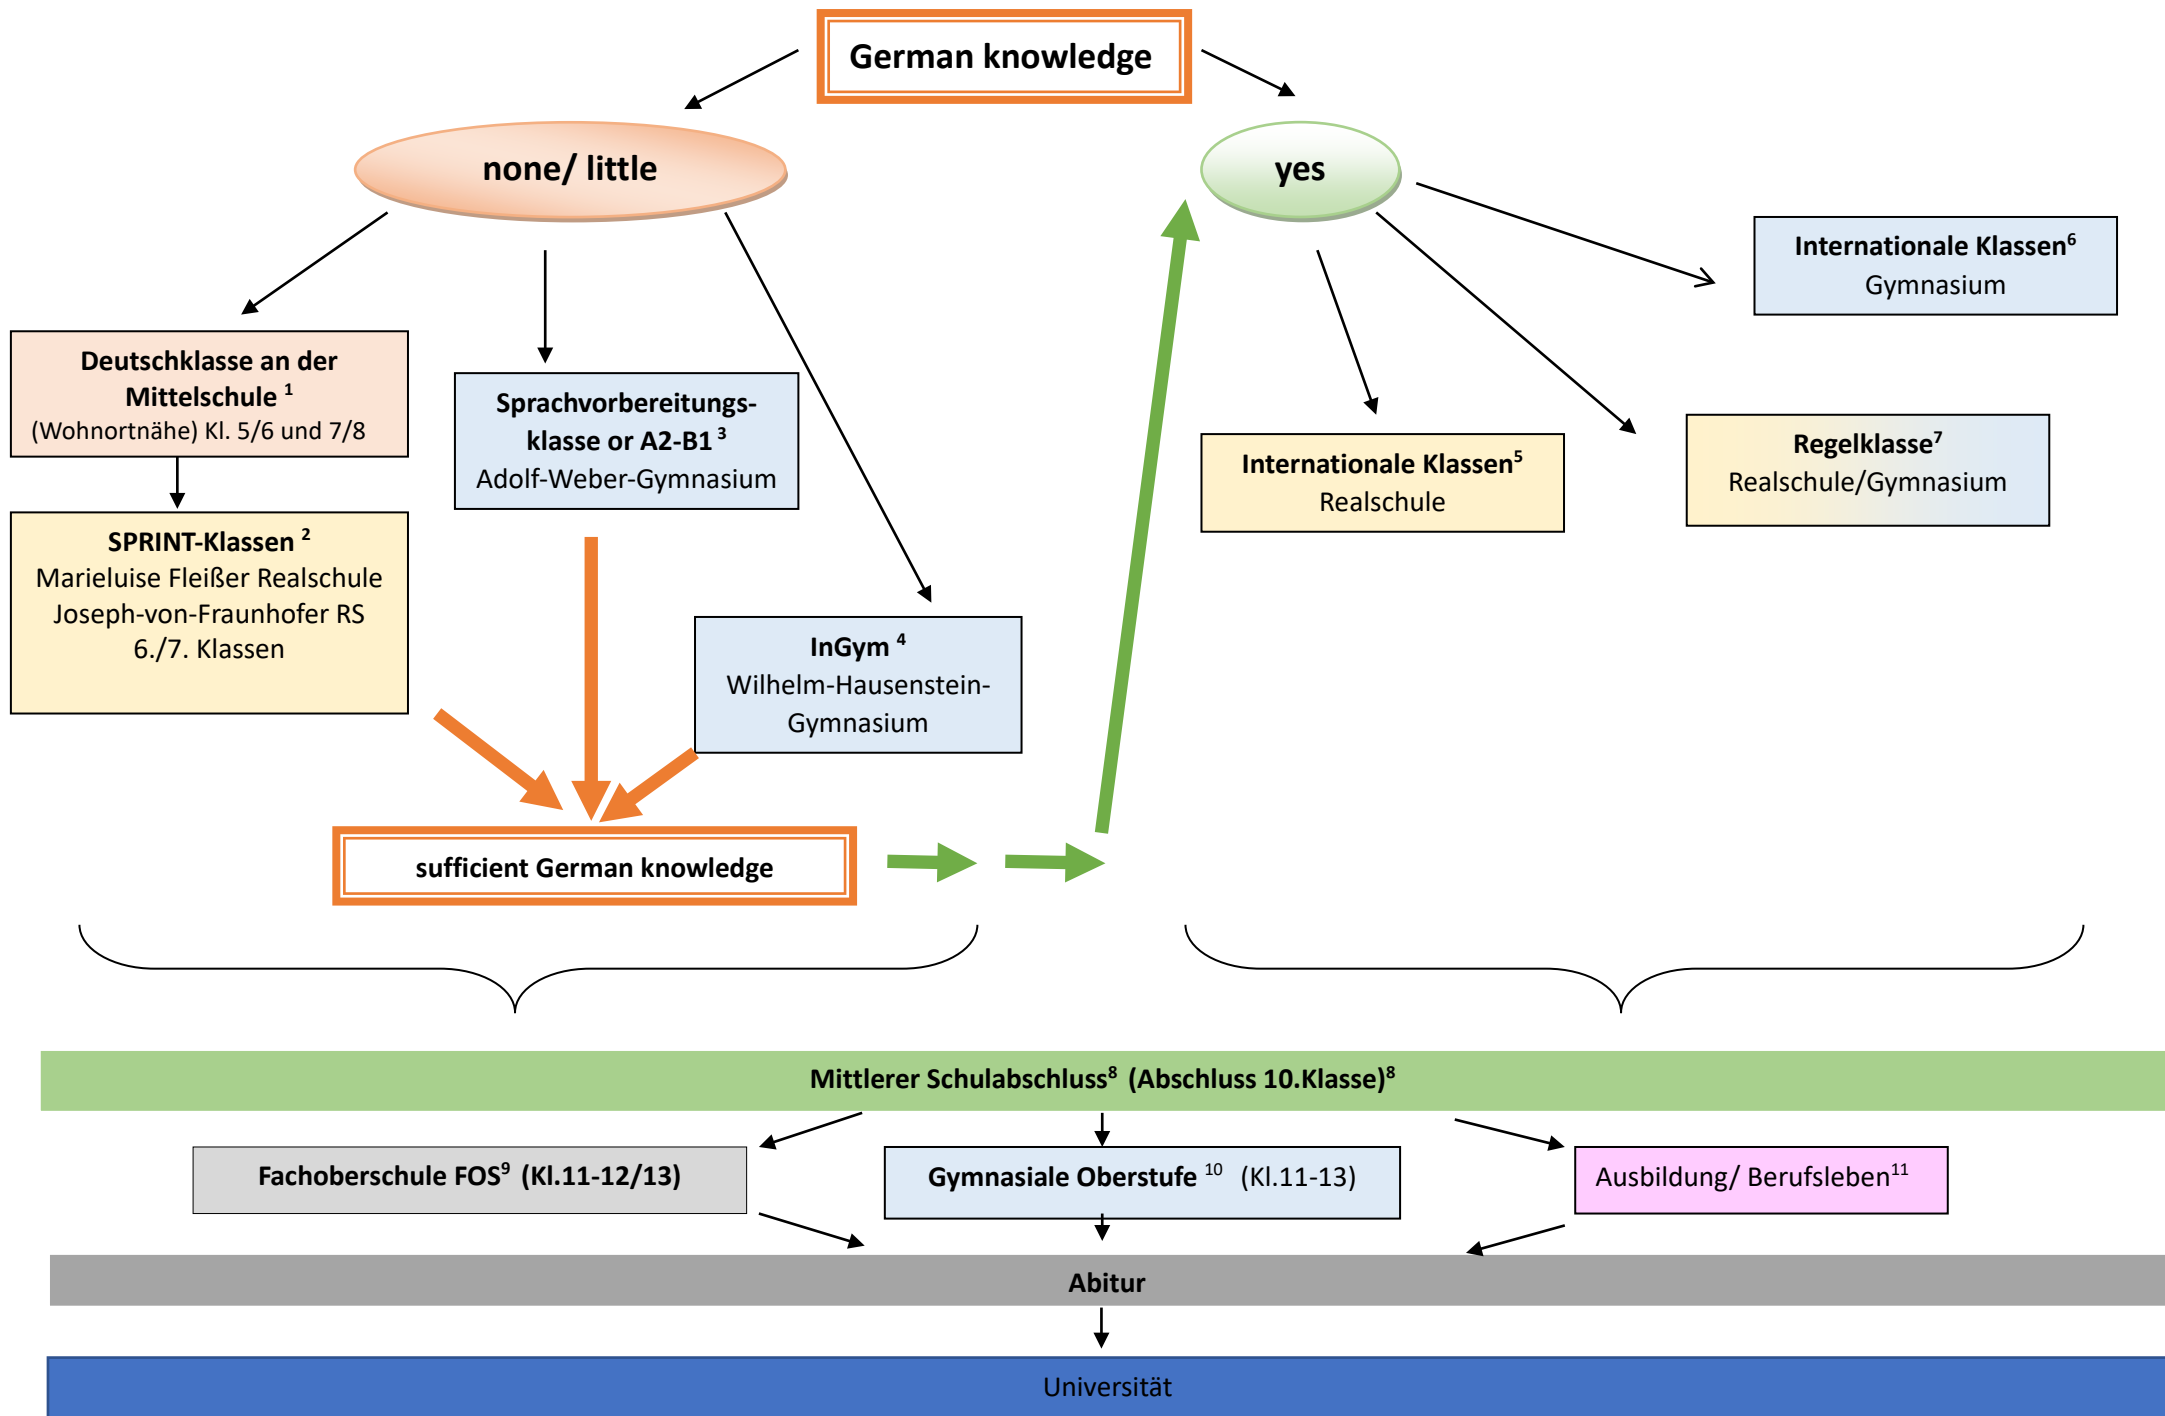 German knowledge
none/ little
yes
Internationale Klassen⁶
Gymnasium
Deutschklasse an der
Mittelschule ¹
(Wohnortnähe) Kl. 5/6 und 7/8
Sprachvorbereitungs-
klasse or A2-B1 ³
Adolf-Weber-Gymnasium
Internationale Klassen⁵
Realschule
Regelklasse⁷
Realschule/Gymnasium
SPRINT-Klassen ²
Marieluise Fleißer Realschule
Joseph-von-Fraunhofer RS
6./7. Klassen
InGym ⁴
Wilhelm-Hausenstein-
Gymnasium
sufficient German knowledge
Mittlerer Schulabschluss⁸ (Abschluss 10.Klasse)⁸
Fachoberschule FOS⁹ (Kl.11-12/13)
Gymnasiale Oberstufe ¹⁰ (Kl.11-13)
Ausbildung/ Berufsleben¹¹
Abitur
Universität